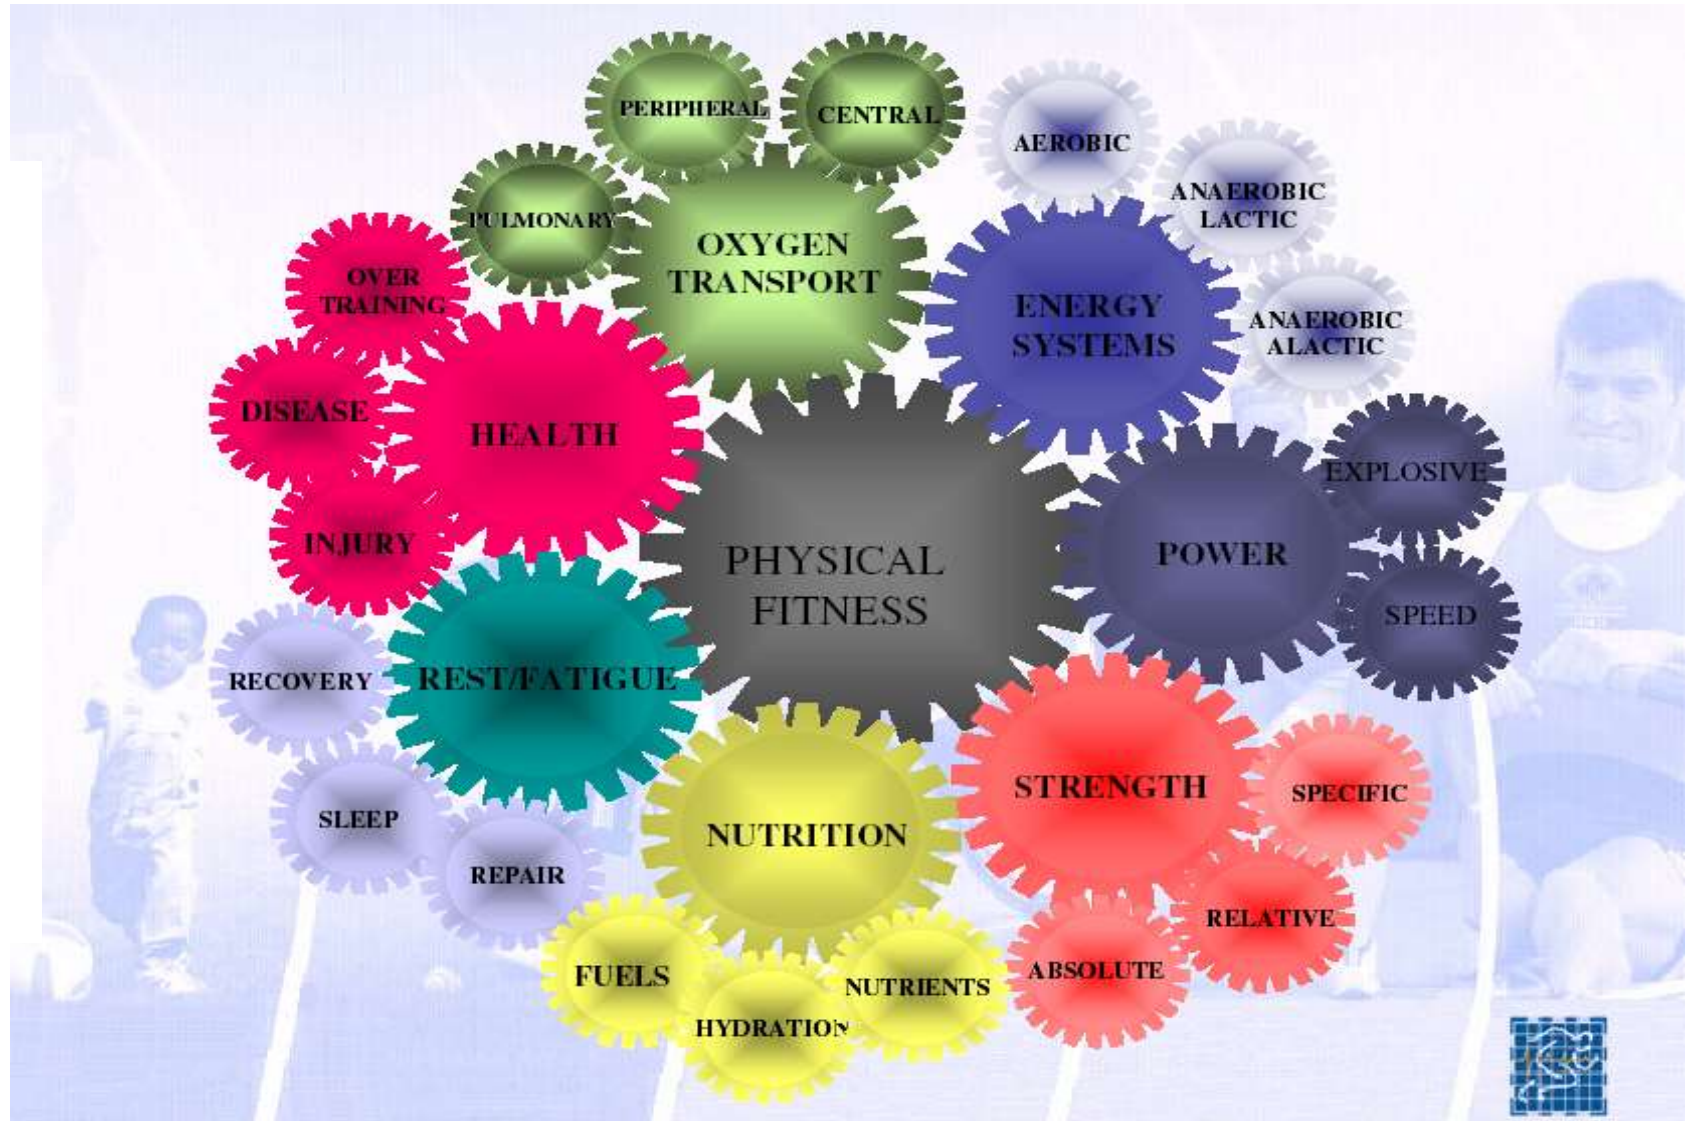 PERIPHERAL
CENTRAL
AEROBIC
ANAEROBIC
LACTIC
PULMONARY
OXYGEN
TRANSPORT
OVER
TRAINING
ENERGY
SYSTEMS
ANAEROBIC
ALACTIC
DISEASE
HEALTH
EXPLOSIVE
INJURY
PHYSICAL
FITNESS
POWER
SPEED
RECOVERY
REST/FATIGUE
SLEEP
NUTRITION
STRENGTH
SPECIFIC
REPAIR
RELATIVE
FUELS
HYDRATION
NUTRIENTS
ABSOLUTE